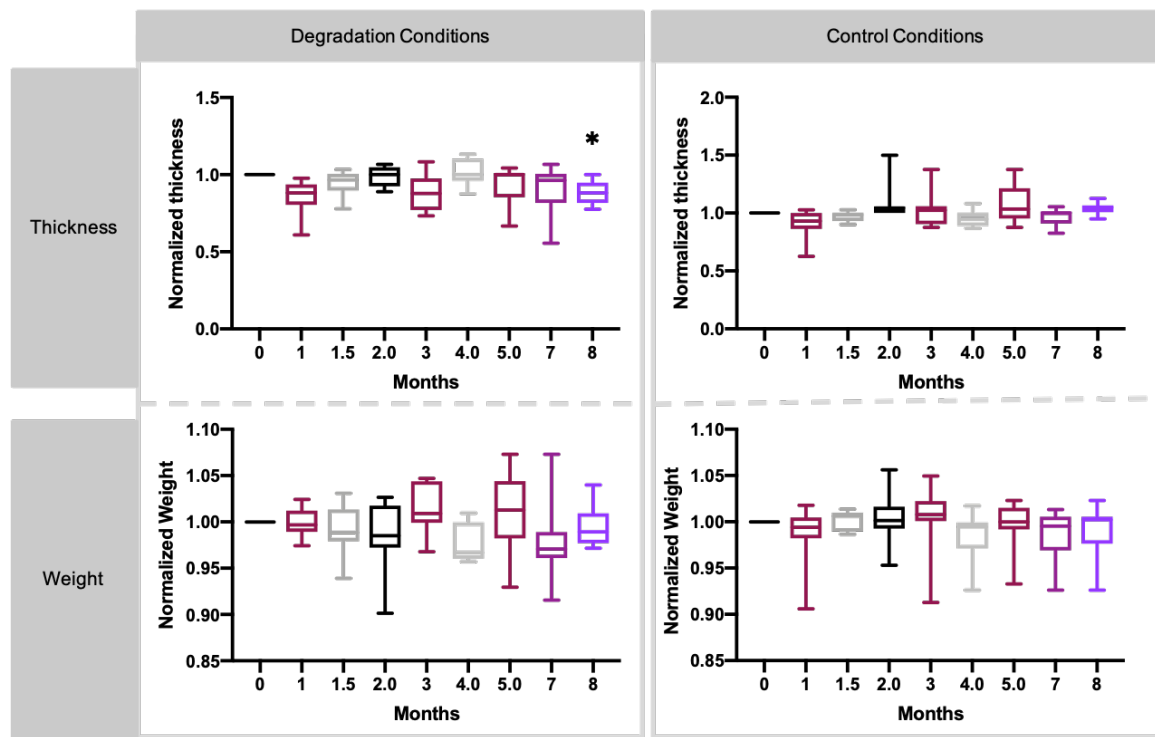 Degradation Conditions
Control Conditions
Thickness
Normalized thickness
1.5
1.0
0.5
0.0
*
0 1 1.5 2.0 3 4.0 5.0 7 8
Months
Normalized thickness
2.0
1.5
1.0
0.5
0.0
0 1 1.5 2.0 3 4.0 5.0 7 8
Months
Weight
Normalized Weight
1.10
1.05
1.00
0.95
0.90
0.85
0 1 1.5 2.0 3 4.0 5.0 7 8
Months
Normalized Weight
1.10
1.05
1.00
0.95
0.90
0.85
0 1 1.5 2.0 3 4.0 5.0 7 8
Months